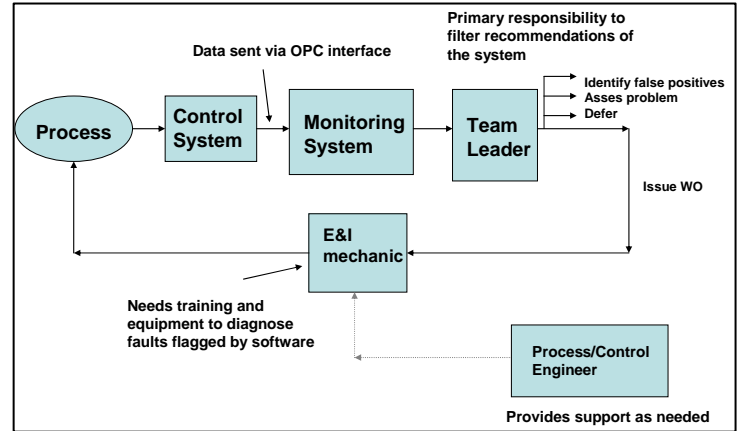 Primary responsibility to
filter recommendations of
the system
Data sent via OPC interface
Identify false positives
Asses problem
Defer
Process
Control
System
Monitoring
System
Team
Leader
Issue WO
E&I
mechanic
Needs training and
equipment to diagnose
faults flagged by software
Process/Control
Engineer
Provides support as needed